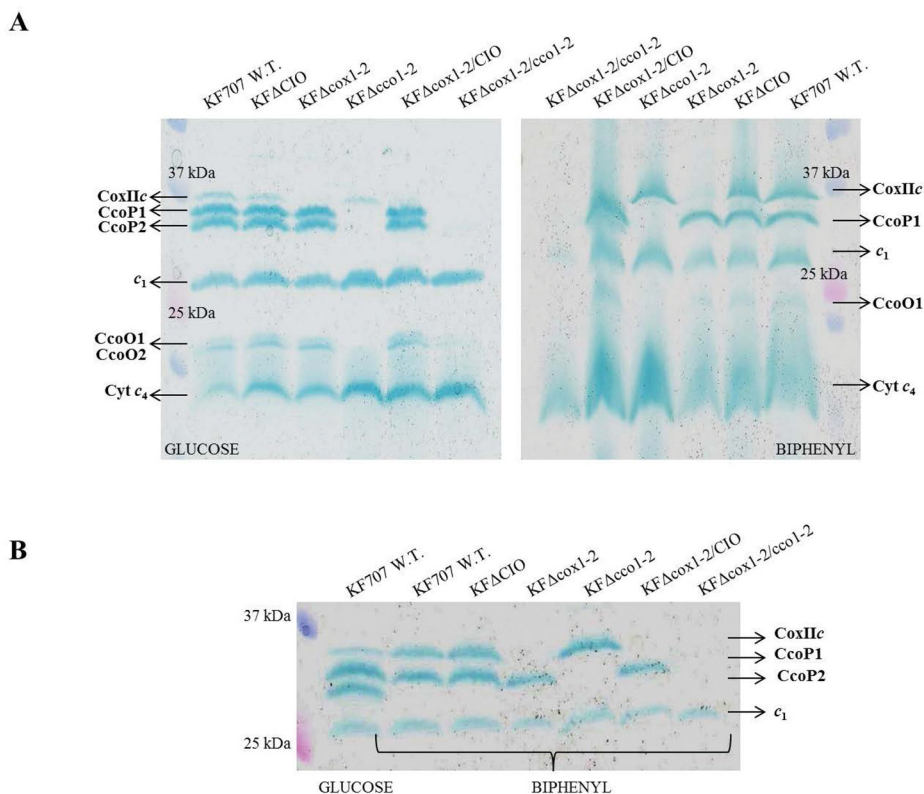 A
KF707 W.T.
KFΔCIO
KFΔcox1-2
KFΔcco1-2
KFΔcox1-2/CIO
KFΔcox1-2/cco1-2
KFΔcox1-2/cco1-2
KFΔcox1-2/CIO
KFΔcco1-2
KFΔcox1-2
KFΔCIO
KF707 W.T.
37 kDa
CoxIIc
CcoP1
CcoP2
c₁
25 kDa
CcoO1
CcoO2
Cyt c₄
GLUCOSE
37 kDa
CoxIIc
CcoP1
c₁
25 kDa
CcoO1
Cyt c₄
BIPHENYL
B
KF707 W.T.
KF707 W.T.
KFΔCIO
KFΔcox1-2
KFΔcco1-2
KFΔcox1-2/CIO
KFΔcox1-2/cco1-2
37 kDa
CoxIIc
CcoP1
CcoP2
c₁
25 kDa
GLUCOSE
BIPHENYL